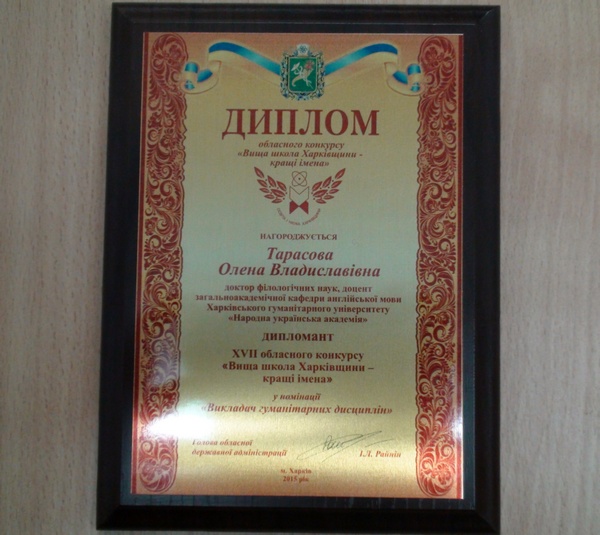 ДИПЛОМ
обласного конкурсу
«Вища школа Харківщини -
кращі імена»
НАГОРОДЖУЄТЬСЯ
Тарасова
Олена Владиславівна
доктор філологічних наук, доцент
загальноакадемічної кафедри англійської мови
Харківського гуманітарного університету
«Народна українська академія»
дипломант
XVII обласного конкурсу
«Вища школа Харківщини –
кращі імена»
у номінації
«Викладач гуманітарних дисциплін»
Голова обласної
державної адміністрації
І.Л. Райнін
м. Харків
2015 рік